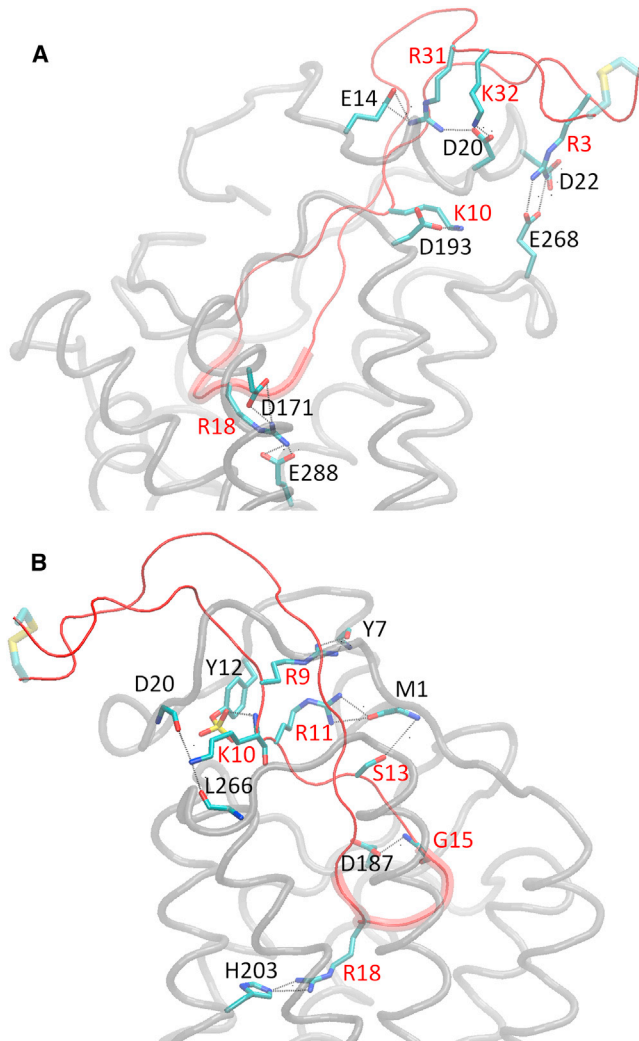 A
R31
K32
E14
D20
R3
D22
K10
D193
E268
D171
R18
E288
B
Y7
D20
Y12
R9
M1
R11
K10
S13
L266
G15
D187
H203
R18